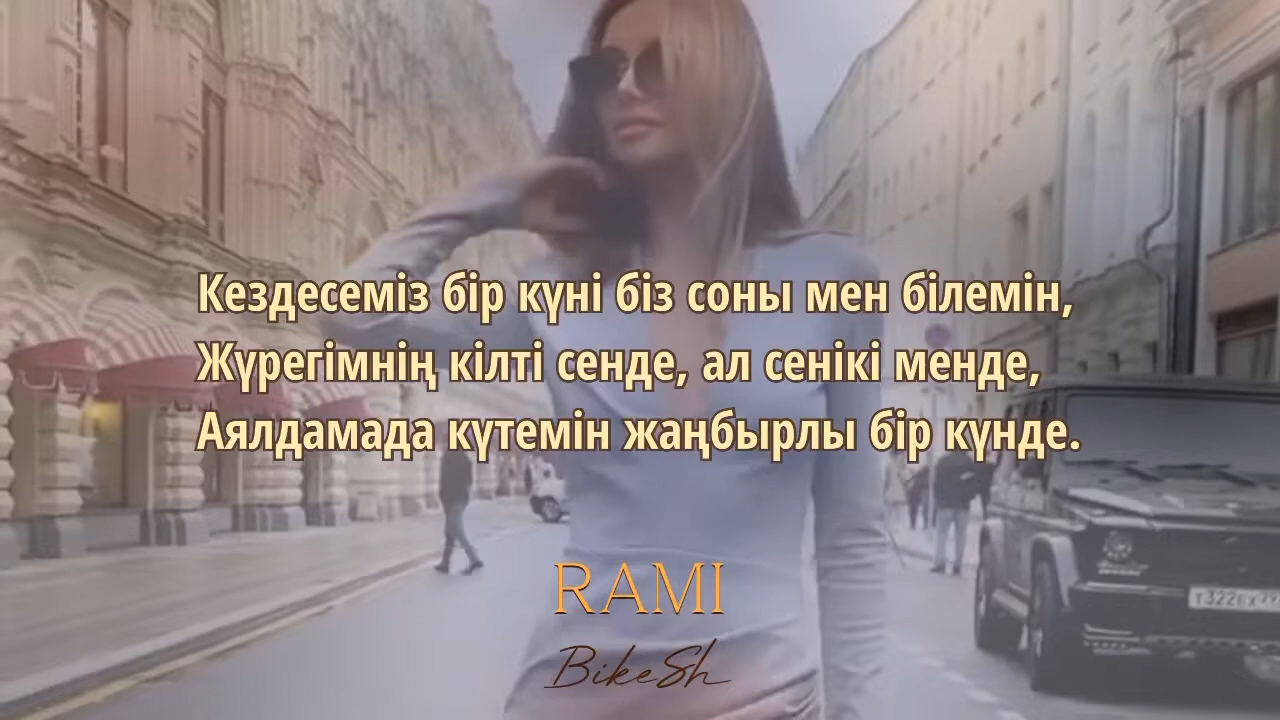 Кездесеміз бір күні біз соны мен білемін,
Жүрегімнің кілті сенде, ал сенікі менде,
Аялдамада күтемін жаңбырлы бір күнде.
RAMI
BikeSh